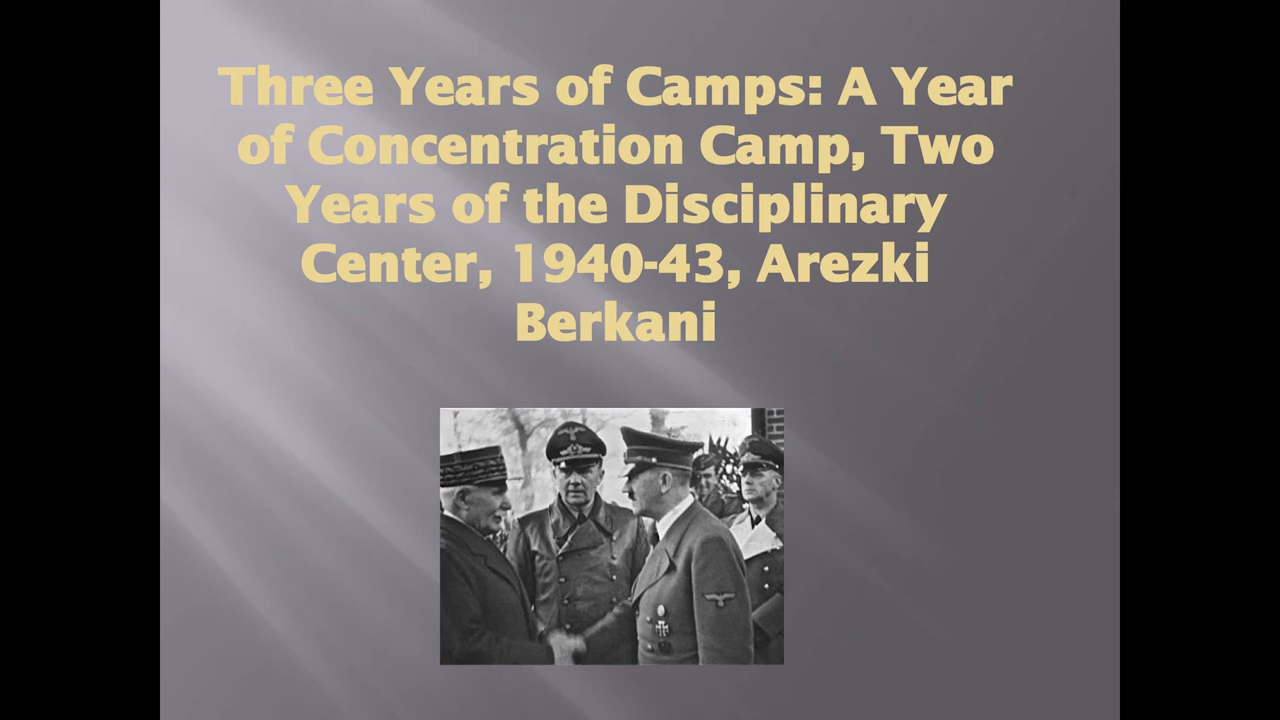 Three Years of Camps: A Year
of Concentration Camp, Two
Years of the Disciplinary
Center, 1940-43, Arezki
Berkani